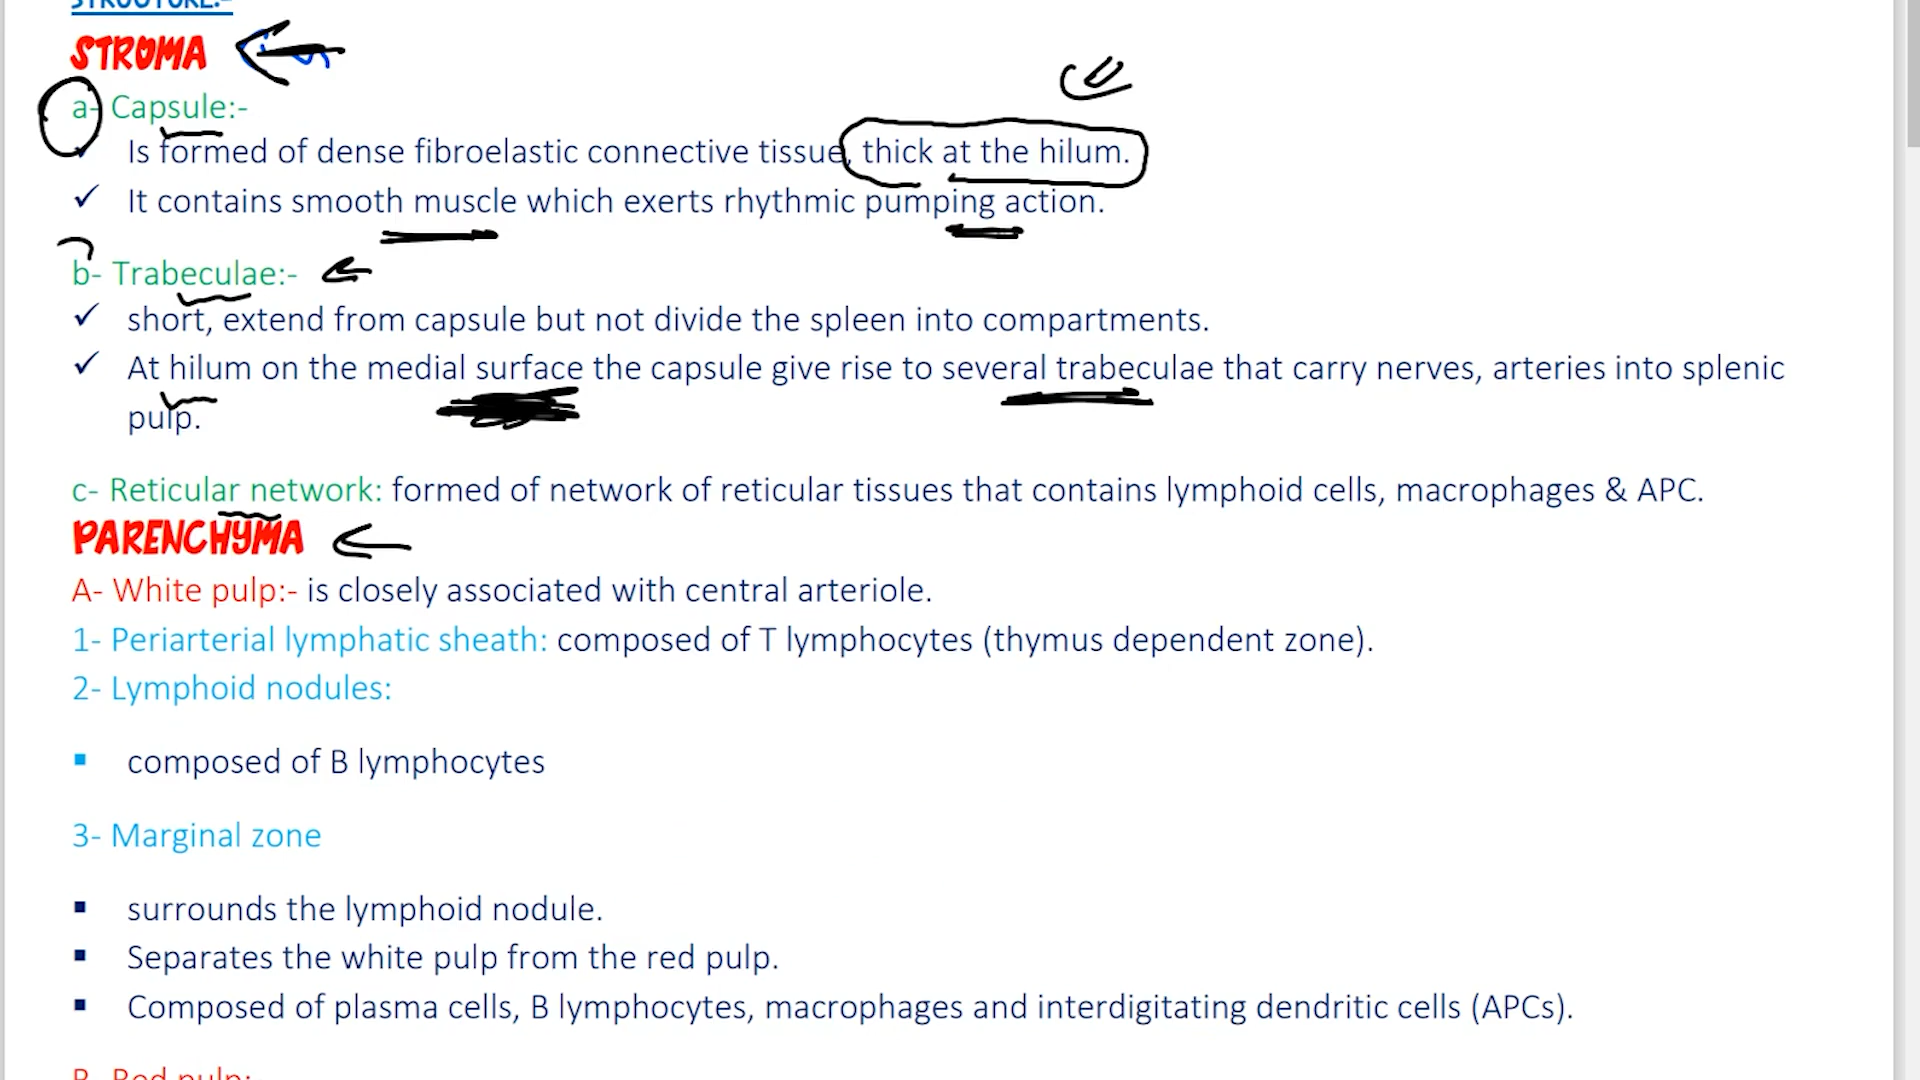 STRUCTURE:-
STROMA
a- Capsule:-
✓ Is formed of dense fibroelastic connective tissue, thick at the hilum.
✓ It contains smooth muscle which exerts rhythmic pumping action.
b- Trabeculae:-
✓ short, extend from capsule but not divide the spleen into compartments.
✓ At hilum on the medial surface the capsule give rise to several trabeculae that carry nerves, arteries into splenic
pulp.
c- Reticular network: formed of network of reticular tissues that contains lymphoid cells, macrophages & APC.
PARENCHYMA
A- White pulp:- is closely associated with central arteriole.
1- Periarterial lymphatic sheath: composed of T lymphocytes (thymus dependent zone).
2- Lymphoid nodules:
▪ composed of B lymphocytes
3- Marginal zone
▪ surrounds the lymphoid nodule.
▪ Separates the white pulp from the red pulp.
▪ Composed of plasma cells, B lymphocytes, macrophages and interdigitating dendritic cells (APCs).
B- Red pulp:-